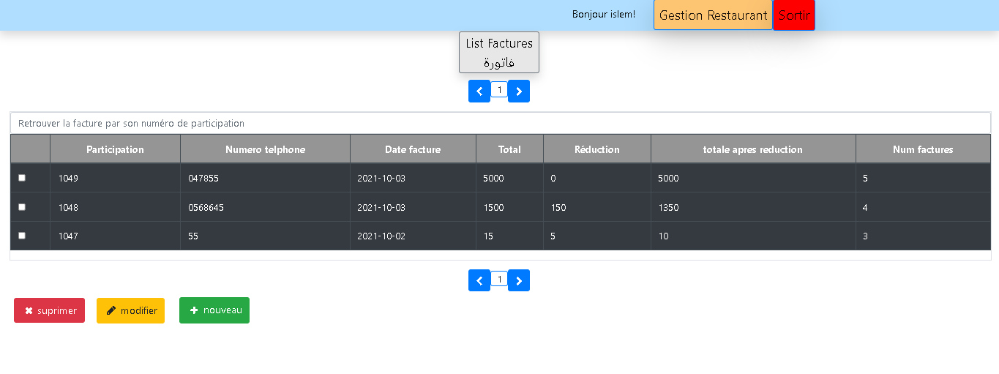 Bonjour islem! Gestion Restaurant Sortir
List Factures
فاتورة
1
Retrouver la facture par son numéro de participation
Participation Numero telphone Date facture Total Réduction totale apres reduction Num factures
1049 047855 2021-10-03 5000 0 5000 5
1048 0568645 2021-10-03 1500 150 1350 4
1047 55 2021-10-02 15 5 10 3
1
suprimer modifier nouveau